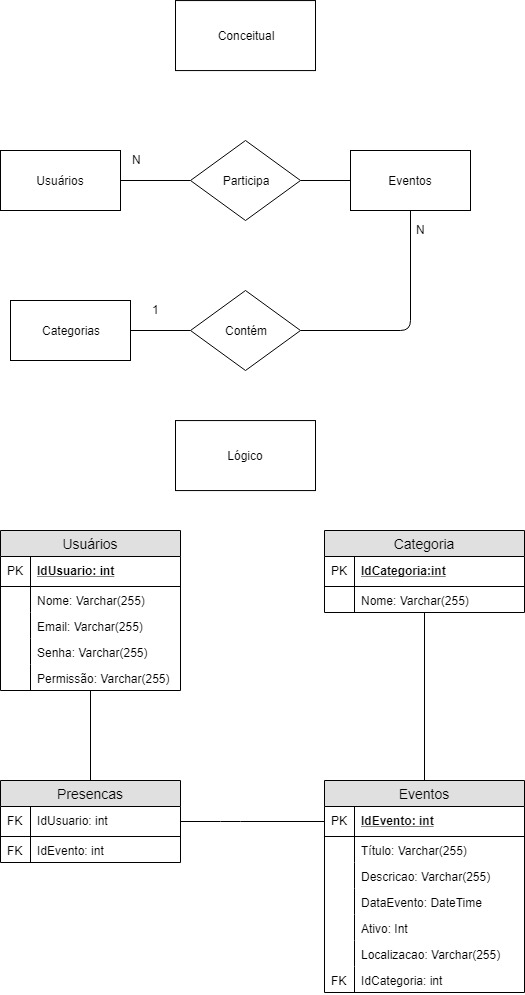 Conceitual
N
Usuários
Participa
Eventos
N
1
Categorias
Contém
Lógico
Usuários
PK IdUsuario: int
Nome: Varchar(255)
Email: Varchar(255)
Senha: Varchar(255)
Permissão: Varchar(255)
Categoria
PK IdCategoria:int
Nome: Varchar(255)
Presencas
FK IdUsuario: int
FK IdEvento: int
Eventos
PK IdEvento: int
Título: Varchar(255)
Descricao: Varchar(255)
DataEvento: DateTime
Ativo: Int
Localizacao: Varchar(255)
FK IdCategoria: int